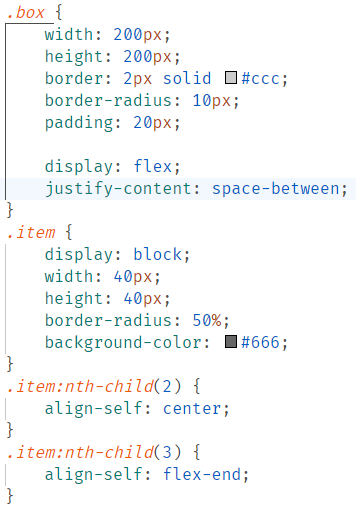 .box {
    width: 200px;
    height: 200px;
    border: 2px solid #ccc;
    border-radius: 10px;
    padding: 20px;

    display: flex;
    justify-content: space-between;
}
.item {
    display: block;
    width: 40px;
    height: 40px;
    border-radius: 50%;
    background-color: #666;
}
.item:nth-child(2) {
    align-self: center;
}
.item:nth-child(3) {
    align-self: flex-end;
}